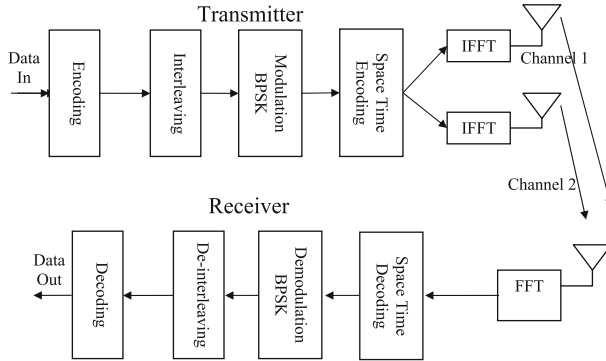 Transmitter
Data
In
Encoding
Interleaving
Modulation
BPSK
Space Time
Encoding
IFFT
Channel 1
IFFT
Channel 2
Receiver
Data
Out
Decoding
De-interleaving
Demodulation
BPSK
Space Time
Decoding
FFT